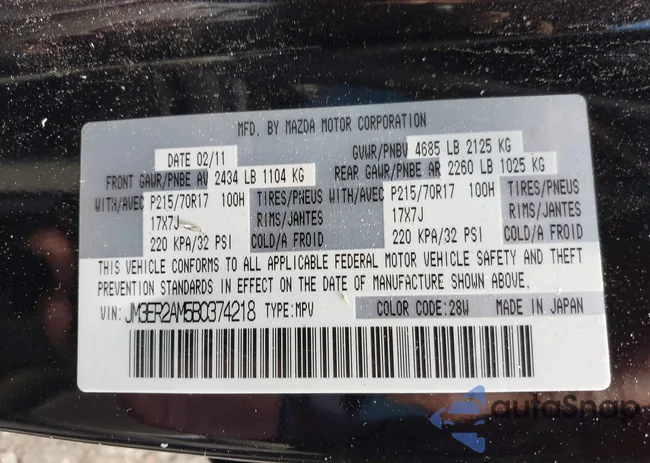 MFD. BY MAZDA MOTOR CORPORATION
DATE 02/11
GVWR/PNBV 4685 LB 2125 KG
FRONT GAWR/PNBE AV 2434 LB 1104 KG
REAR GAWR/PNBE AR 2260 LB 1025 KG
WITH/AVEC P215/70R17 100H TIRES/PNEUS
17X7J RIMS/JANTES
220 KPA/32 PSI COLD/A FROID
WITH/AVEC P215/70R17 100H TIRES/PNEUS
17X7J RIMS/JANTES
220 KPA/32 PSI COLD/A FROID
THIS VEHICLE CONFORMS TO ALL APPLICABLE FEDERAL MOTOR VEHICLE SAFETY AND THEFT
PREVENTION STANDARDS IN EFFECT ON THE DATE OF MANUFACTURE SHOWN ABOVE.
VIN: JM3ER2AM5B0374218 TYPE: MPV COLOR CODE: 28W MADE IN JAPAN
autoSnap